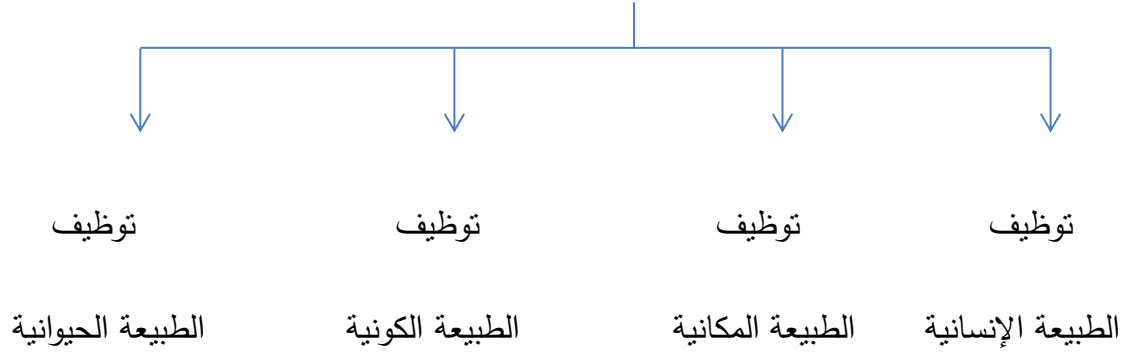 توظيف توظيف توظيف توظيف
الطبيعة الإنسانية الطبيعة المكانية الطبيعة الكونية الطبيعة الحيوانية